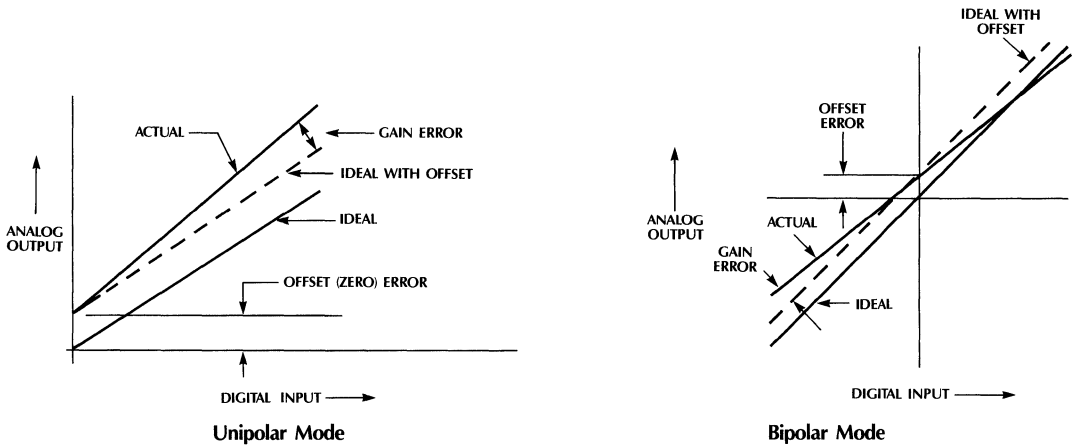 ACTUAL
GAIN ERROR
IDEAL WITH OFFSET
IDEAL
ANALOG
OUTPUT
OFFSET (ZERO) ERROR
DIGITAL INPUT
Unipolar Mode
IDEAL WITH
OFFSET
OFFSET
ERROR
ANALOG
OUTPUT
ACTUAL
GAIN
ERROR
IDEAL
DIGITAL INPUT
Bipolar Mode